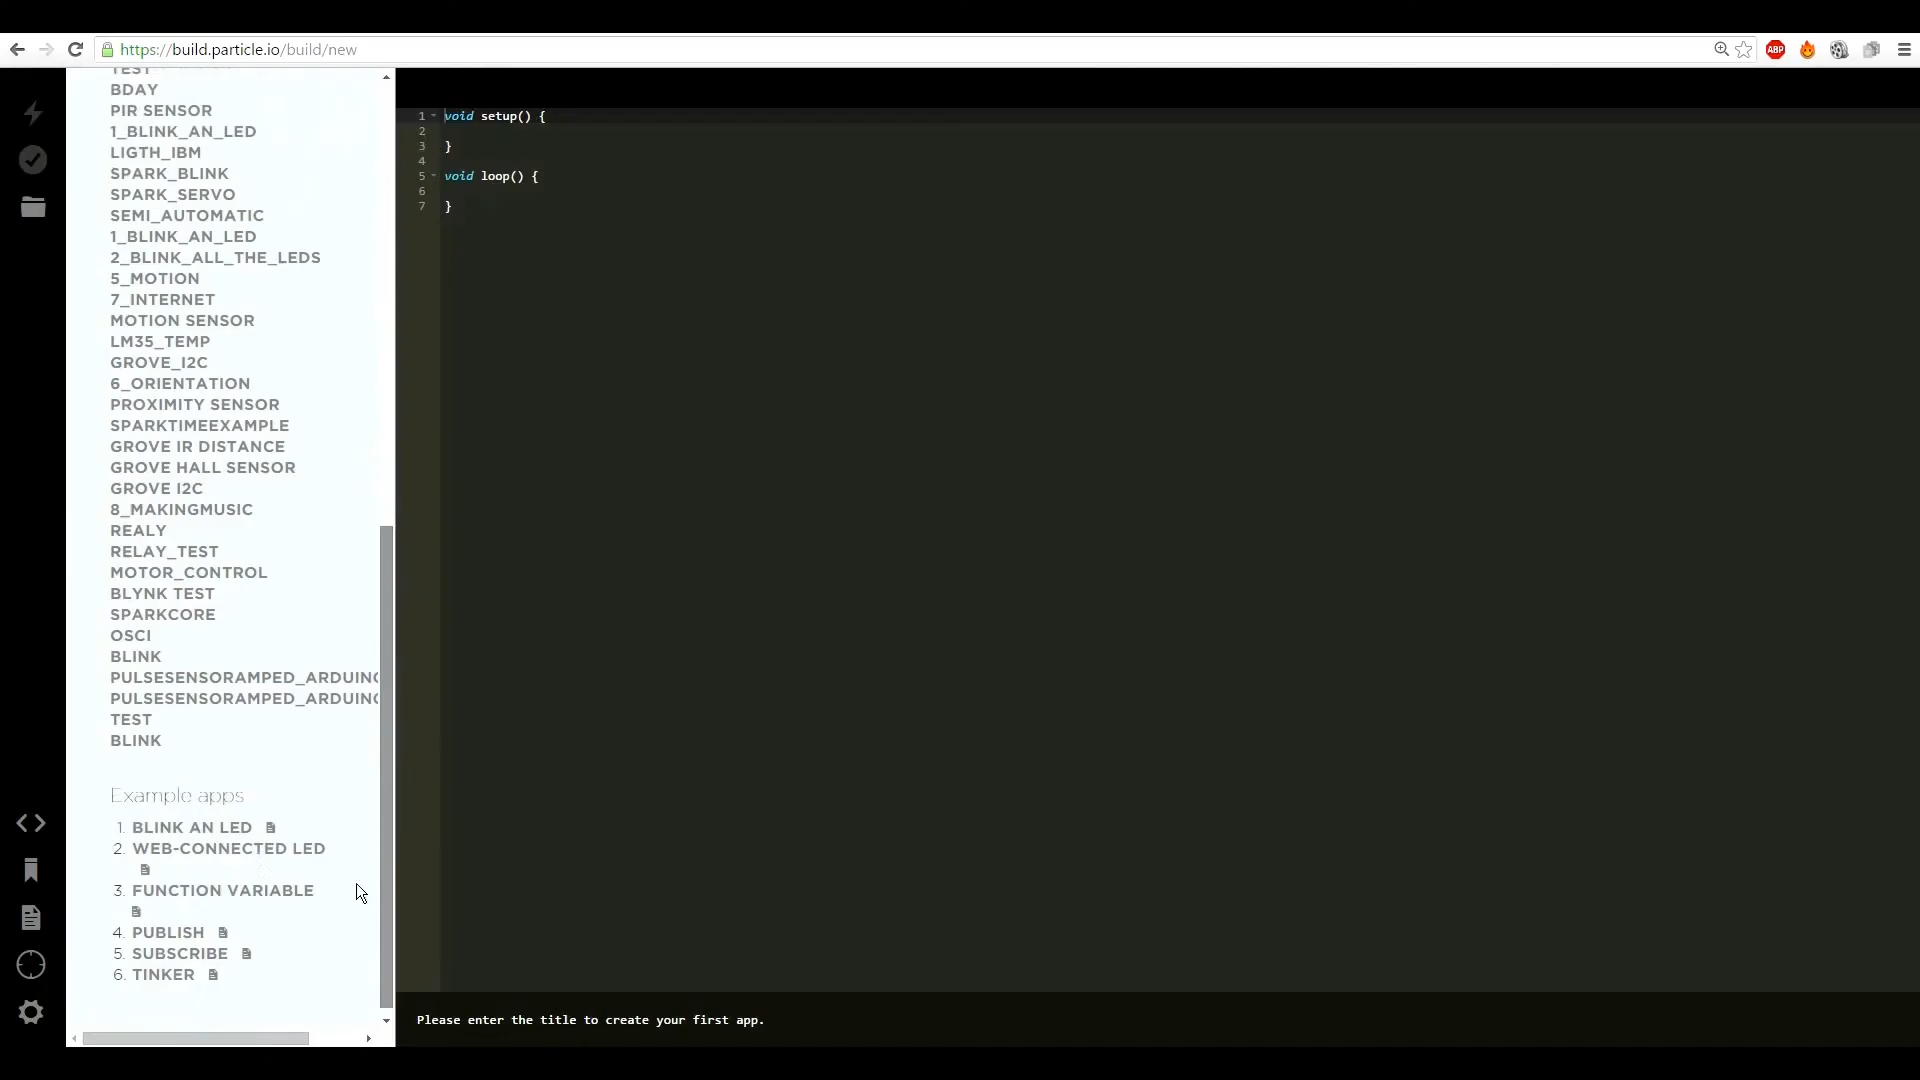 https://build.particle.io/build/new
ABP
TEST
BDAY
PIR SENSOR
1_BLINK_AN_LED
LIGTH_IBM
SPARK_BLINK
SPARK_SERVO
SEMI_AUTOMATIC
1_BLINK_AN_LED
2_BLINK_ALL_THE_LEDS
5_MOTION
7_INTERNET
MOTION SENSOR
LM35_TEMP
GROVE_I2C
6_ORIENTATION
PROXIMITY SENSOR
SPARKTIMEEXAMPLE
GROVE IR DISTANCE
GROVE HALL SENSOR
GROVE I2C
8_MAKINGMUSIC
REALY
RELAY_TEST
MOTOR_CONTROL
BLYNK TEST
SPARKCORE
OSCI
BLINK
PULSESENSORAMPED_ARDUINO
PULSESENSORAMPED_ARDUINO
TEST
BLINK
Example apps
1. BLINK AN LED
2. WEB-CONNECTED LED
3. FUNCTION VARIABLE
4. PUBLISH
5. SUBSCRIBE
6. TINKER
1 void setup() {
2
3 }
4
5 void loop() {
6
7 }
Please enter the title to create your first app.